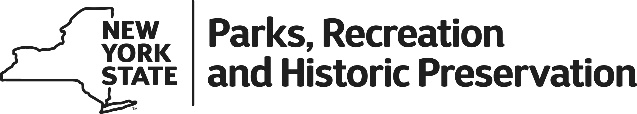 NEW
YORK
STATE
Parks, Recreation
and Historic Preservation